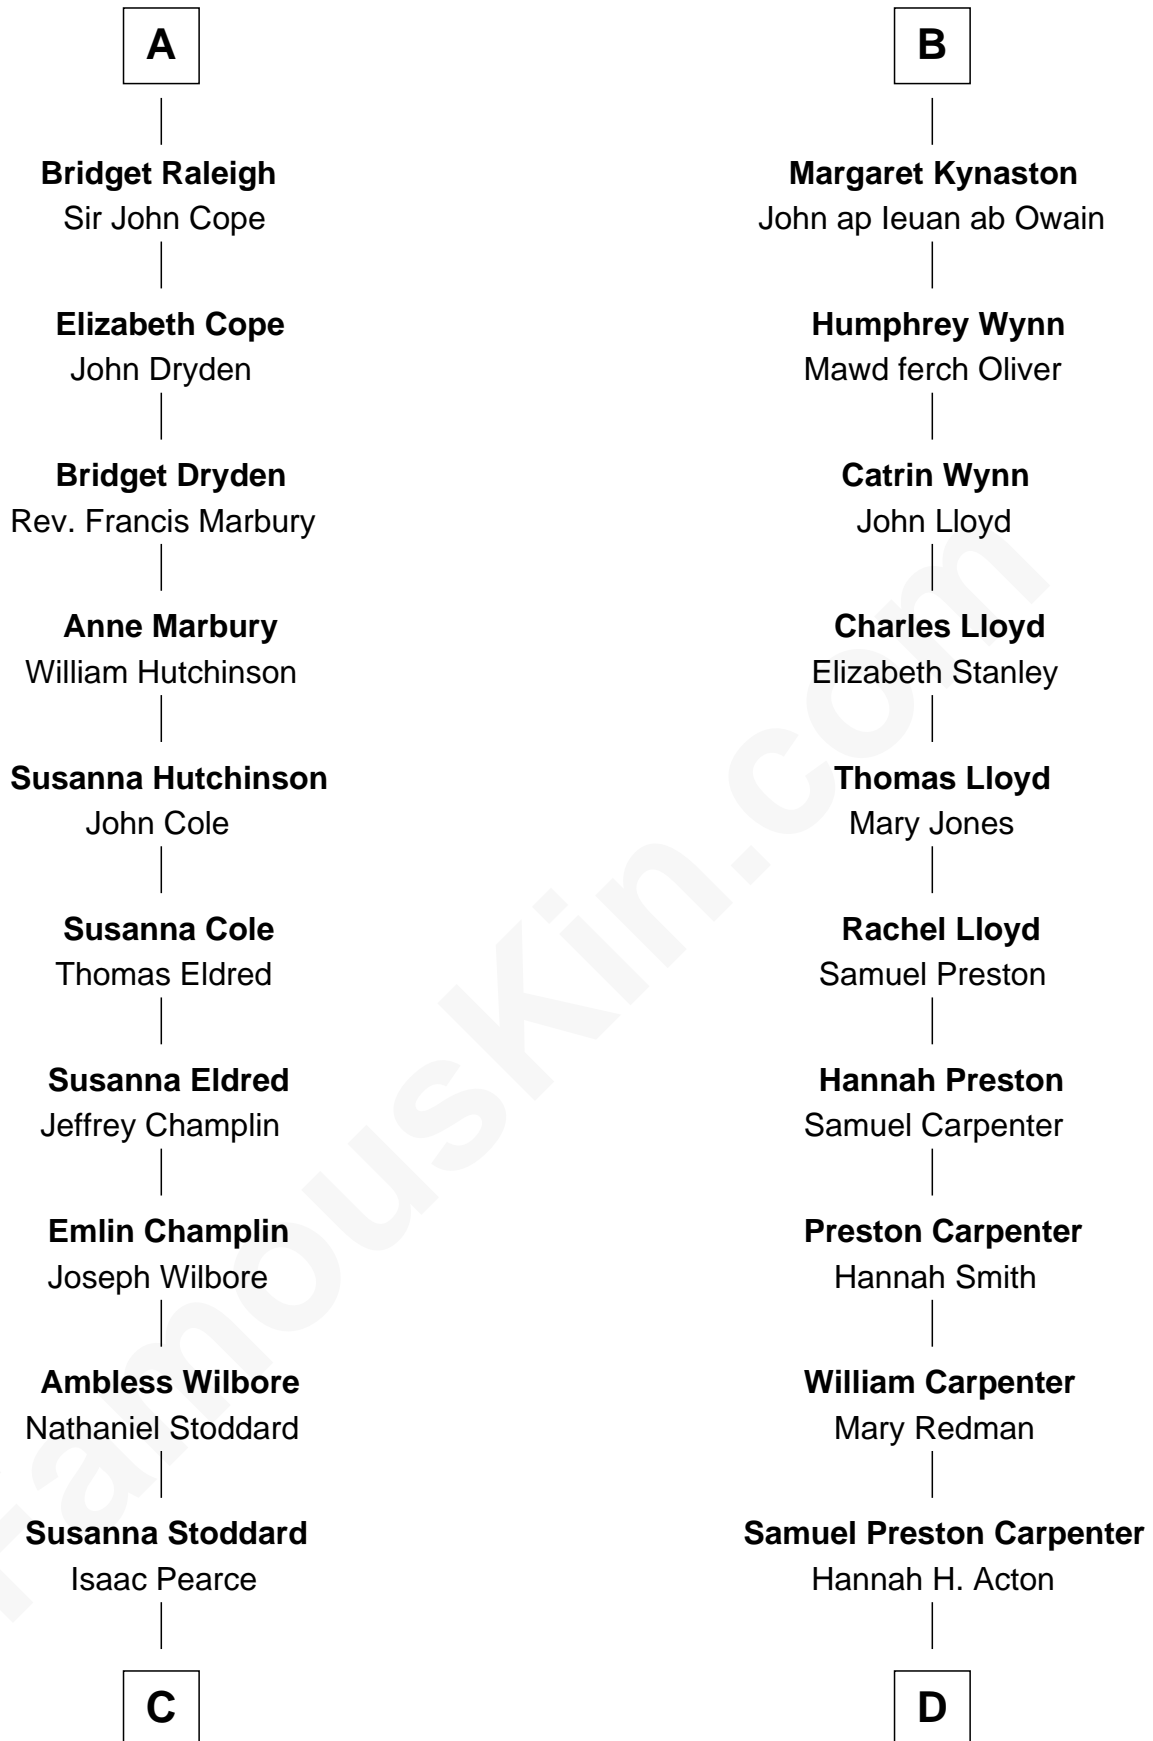 A
Bridget Raleigh
Sir John Cope
Elizabeth Cope
John Dryden
Bridget Dryden
Rev. Francis Marbury
Anne Marbury
William Hutchinson
Susanna Hutchinson
John Cole
Susanna Cole
Thomas Eldred
Susanna Eldred
Jeffrey Champlin
Emlin Champlin
Joseph Wilbore
Ambless Wilbore
Nathaniel Stoddard
Susanna Stoddard
Isaac Pearce
C
B
Margaret Kynaston
John ap Ieuan ab Owain
Humphrey Wynn
Mawd ferch Oliver
Catrin Wynn
John Lloyd
Charles Lloyd
Elizabeth Stanley
Thomas Lloyd
Mary Jones
Rachel Lloyd
Samuel Preston
Hannah Preston
Samuel Carpenter
Preston Carpenter
Hannah Smith
William Carpenter
Mary Redman
Samuel Preston Carpenter
Hannah H. Acton
D
FamousKin.com